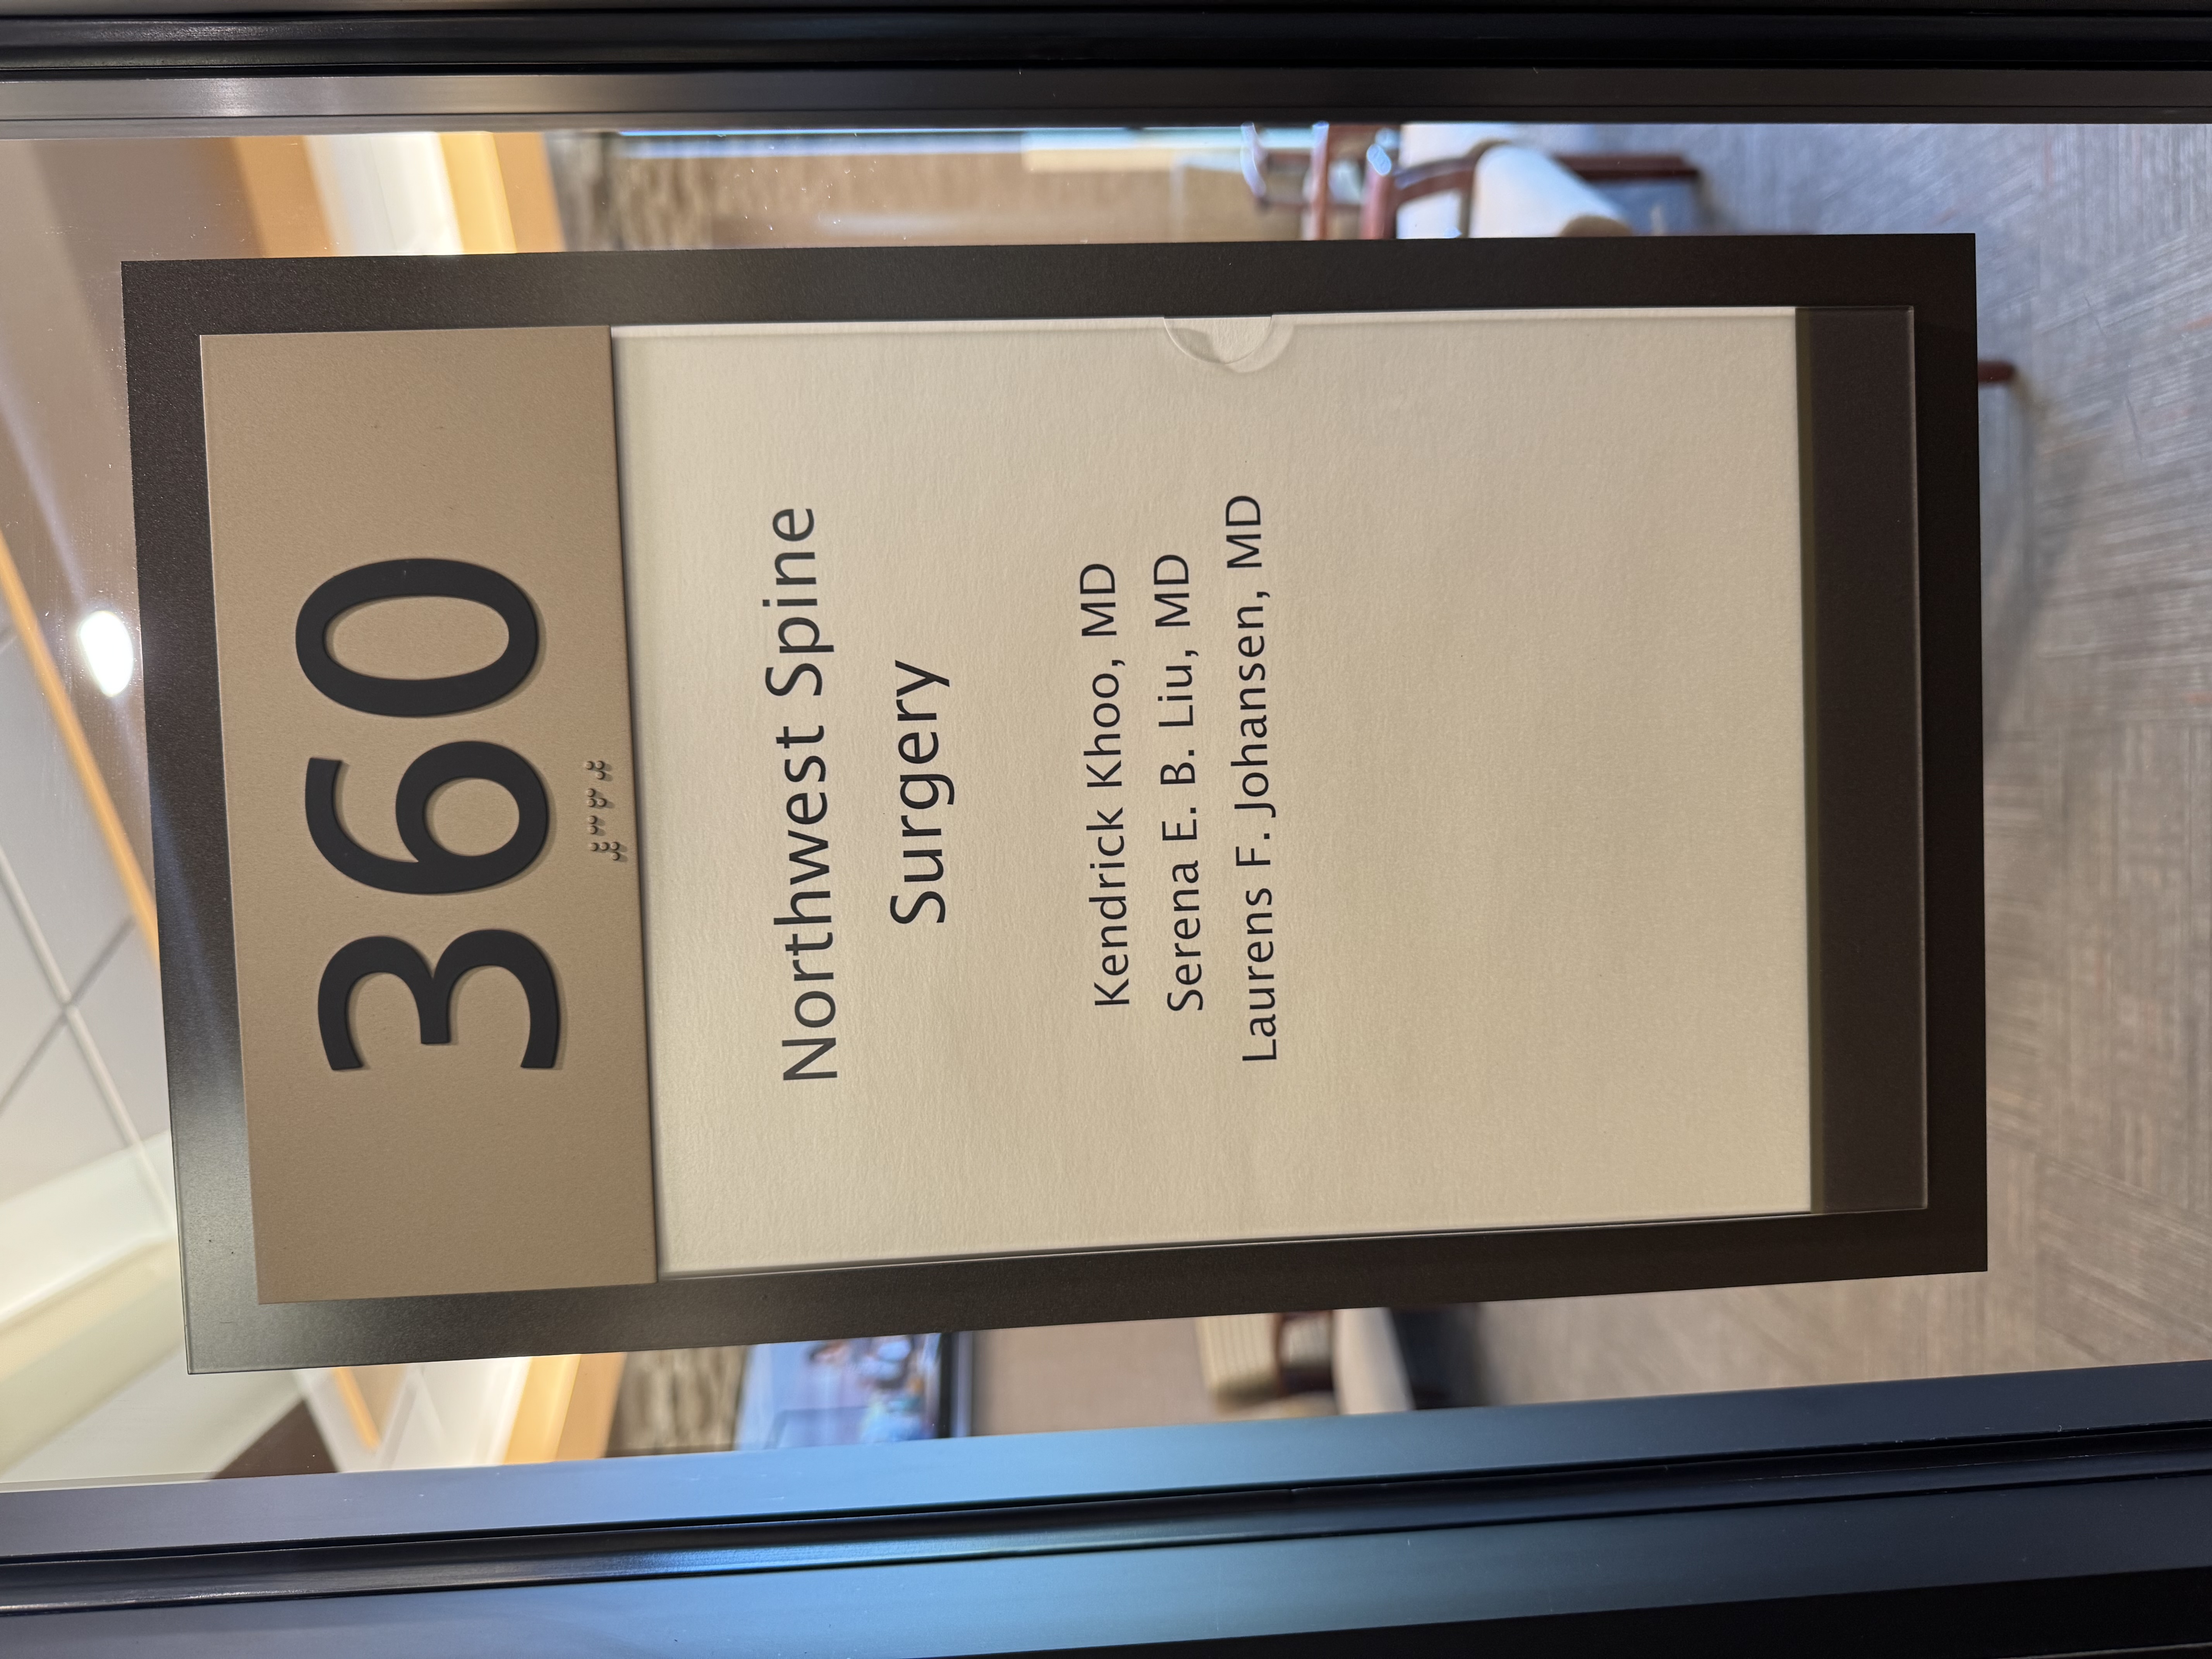 360
⠼⠉⠋⠚
Northwest Spine
Surgery
Kendrick Khoo, MD
Serena E. B. Liu, MD
Laurens F. Johansen, MD